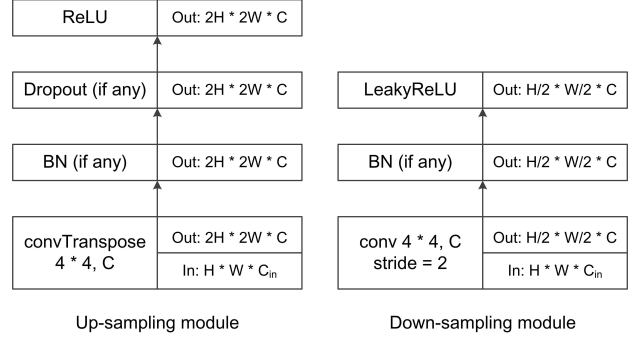 ReLU
Out: 2H * 2W * C
Dropout (if any)
Out: 2H * 2W * C
BN (if any)
Out: 2H * 2W * C
convTranspose
4 * 4, C
Out: 2H * 2W * C
In: H * W * Cin
Up-sampling module
LeakyReLU
Out: H/2 * W/2 * C
BN (if any)
Out: H/2 * W/2 * C
conv 4 * 4, C
stride = 2
Out: H/2 * W/2 * C
In: H * W * Cin
Down-sampling module